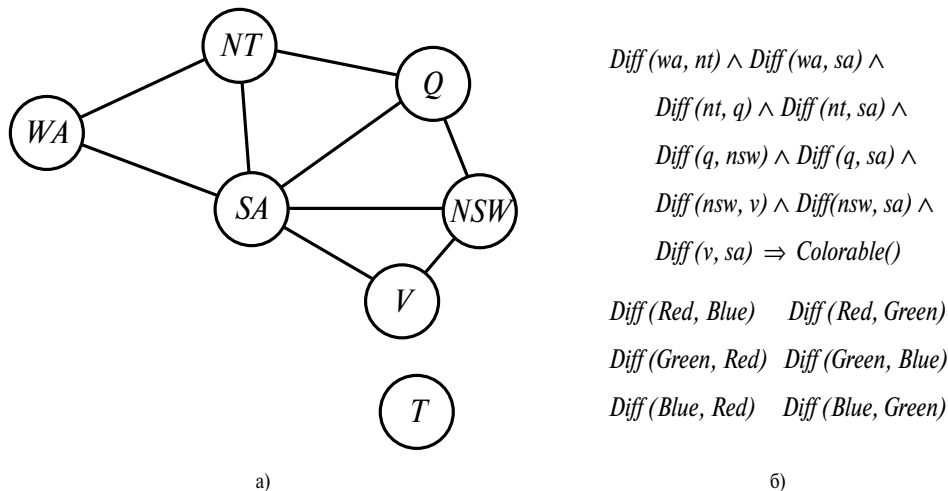 NT
Q
WA
SA
NSW
V
T
Diff (wa, nt) ∧ Diff (wa, sa) ∧
Diff (nt, q) ∧ Diff (nt, sa) ∧
Diff (q, nsw) ∧ Diff (q, sa) ∧
Diff (nsw, v) ∧ Diff(nsw, sa) ∧
Diff (v, sa) ⇒ Colorable()
Diff (Red, Blue) Diff (Red, Green)
Diff (Green, Red) Diff (Green, Blue)
Diff (Blue, Red) Diff (Blue, Green)
а) б)